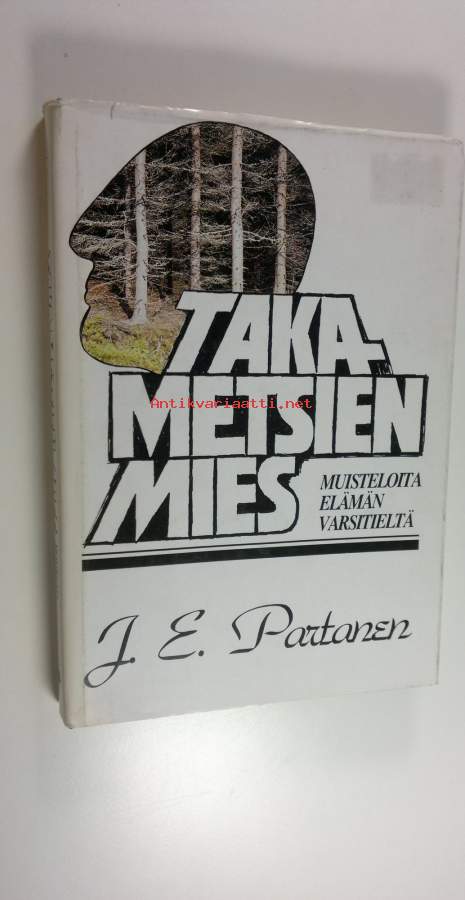 TAKA-
METSIEN
MIES
MUISTELOITA
ELÄMÄN
VARSITIELTÄ
J. E. Partanen
Antikvariaatti.net